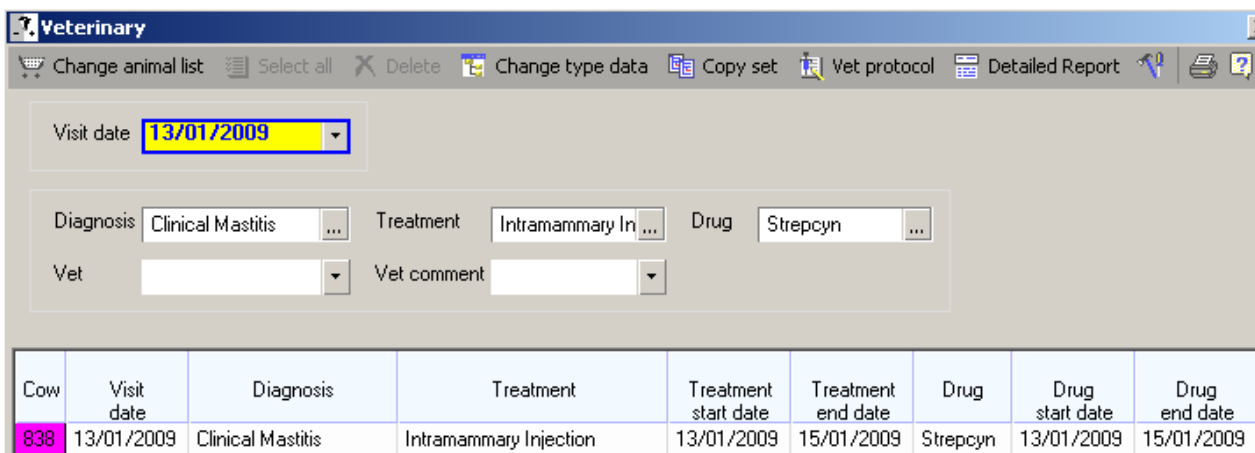 Veterinary
Change animal list Select all Delete Change type data Copy set Vet protocol Detailed Report
Visit date 13/01/2009
Diagnosis Clinical Mastitis ... Treatment Intramammary In ... Drug Strepcyn ...
Vet Vet comment
Cow Visit date Diagnosis Treatment Treatment start date Treatment end date Drug Drug start date Drug end date
838 13/01/2009 Clinical Mastitis Intramammary Injection 13/01/2009 15/01/2009 Strepcyn 13/01/2009 15/01/2009